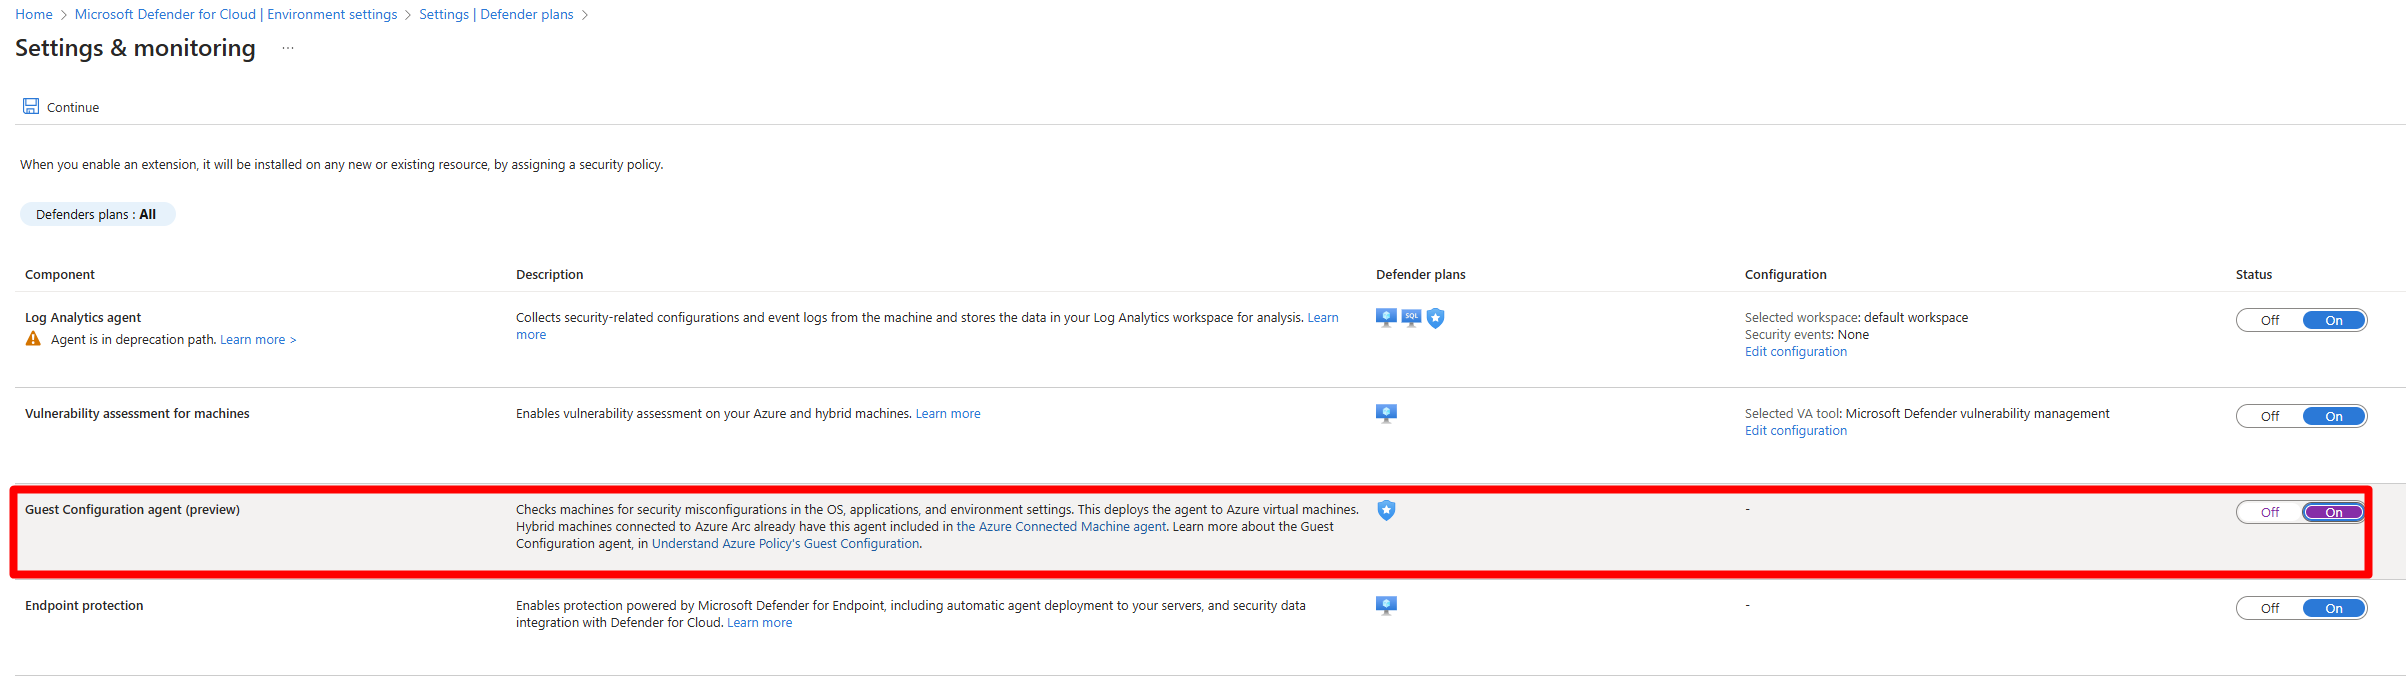 Home > Microsoft Defender for Cloud | Environment settings > Settings | Defender plans >
Settings & monitoring ...
Continue
When you enable an extension, it will be installed on any new or existing resource, by assigning a security policy.
Defenders plans : All
Component Description Defender plans Configuration Status
Log Analytics agent
Agent is in deprecation path. Learn more >
Collects security-related configurations and event logs from the machine and stores the data in your Log Analytics workspace for analysis. Learn
more
SQL
Selected workspace: default workspace
Security events: None
Edit configuration
Off On
Vulnerability assessment for machines
Enables vulnerability assessment on your Azure and hybrid machines. Learn more
Selected VA tool: Microsoft Defender vulnerability management
Edit configuration
Off On
Guest Configuration agent (preview)
Checks machines for security misconfigurations in the OS, applications, and environment settings. This deploys the agent to Azure virtual machines.
Hybrid machines connected to Azure Arc already have this agent included in the Azure Connected Machine agent. Learn more about the Guest
Configuration agent, in Understand Azure Policy's Guest Configuration.
-
Off On
Endpoint protection
Enables protection powered by Microsoft Defender for Endpoint, including automatic agent deployment to your servers, and security data
integration with Defender for Cloud. Learn more
-
Off On